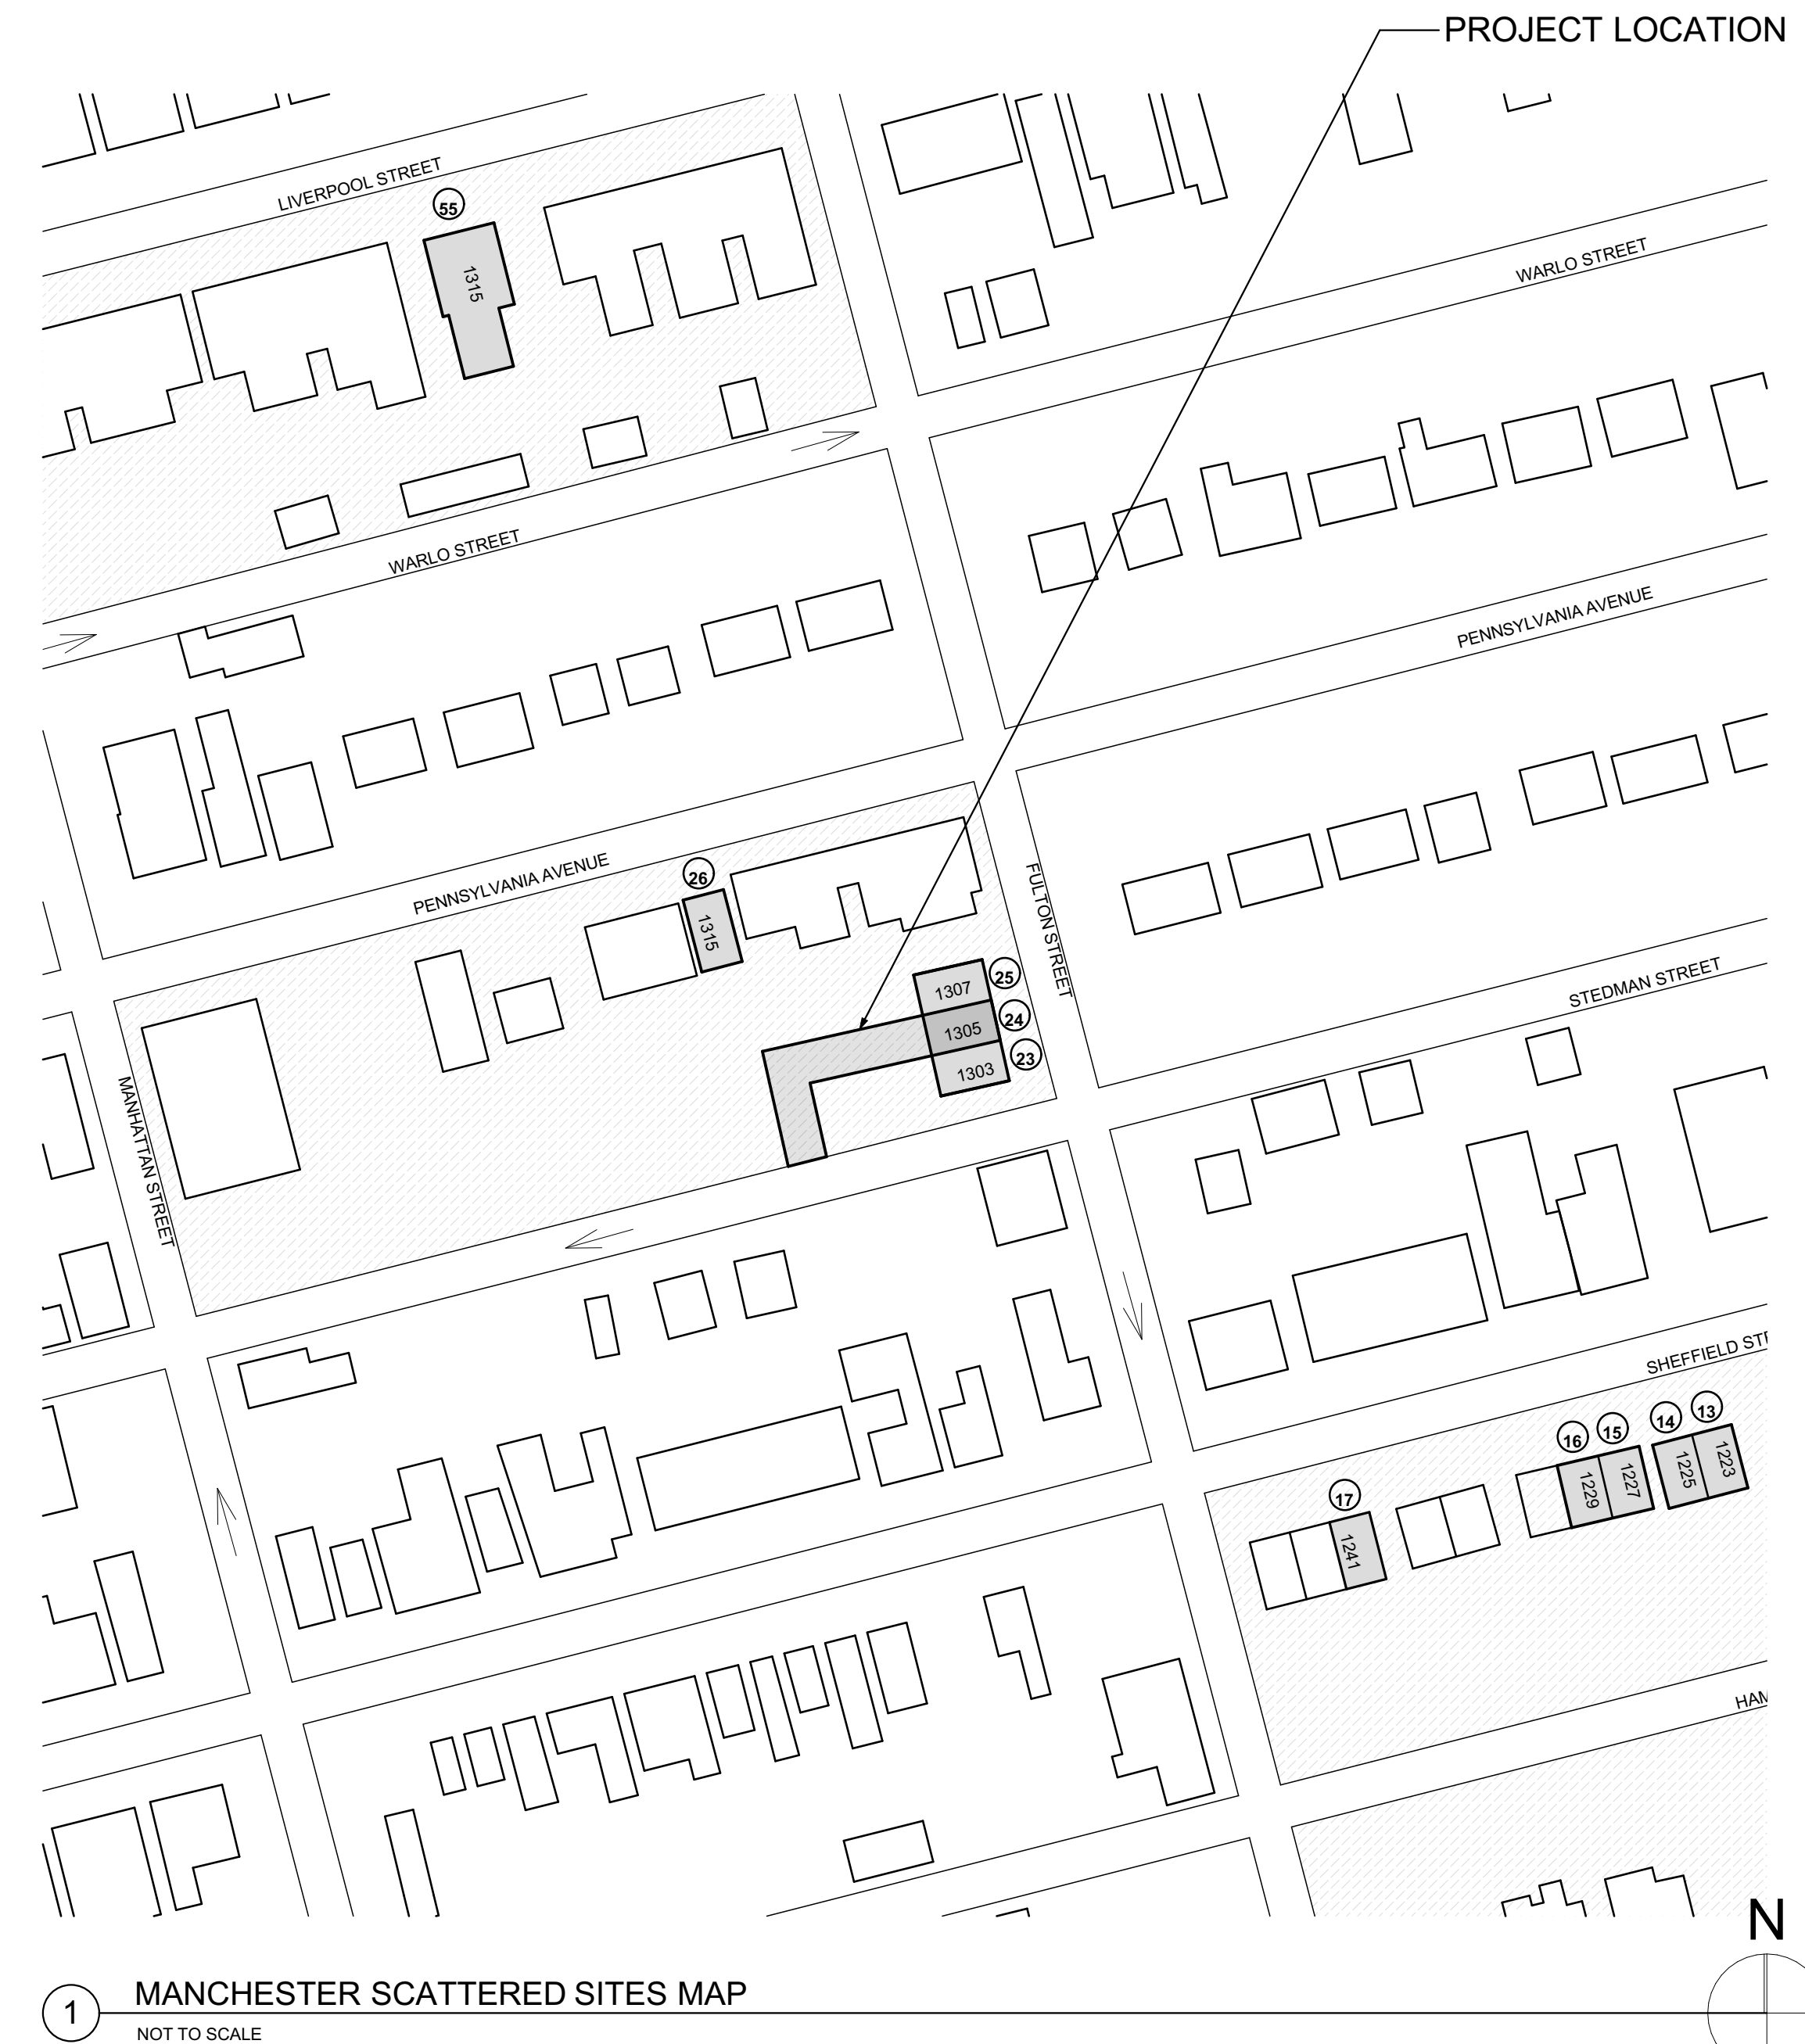 PROJECT LOCATION
LIVERPOOL STREET
55
1315
WARLO STREET
WARLO STREET
PENNSYLVANIA AVENUE
PENNSYLVANIA AVENUE
26
1315
FULTON STREET
1307
25
1305
24
1303
23
STEDMAN STREET
MANHATTAN STREET
SHEFFIELD STR
16
15
14
13
1229
1227
1225
1223
17
1241
HAM
N
1
MANCHESTER SCATTERED SITES MAP
NOT TO SCALE